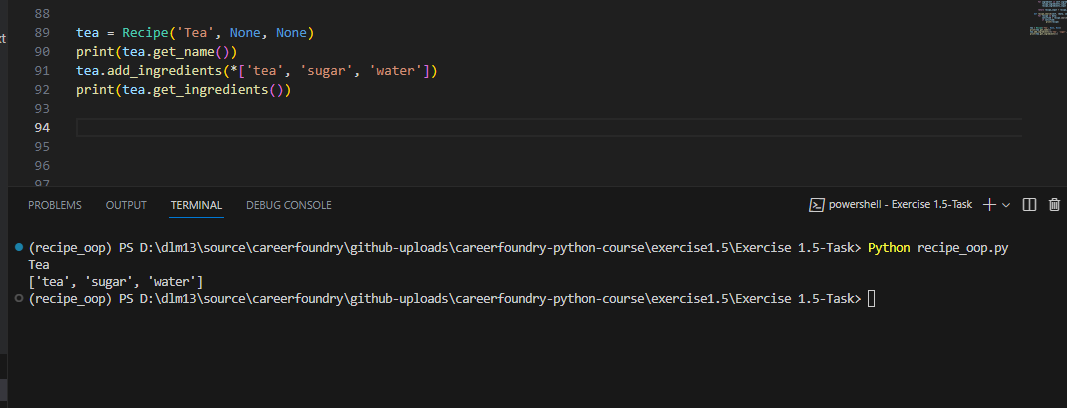 88
xt
89 tea = Recipe('Tea', None, None)
90 print(tea.get_name())
91 tea.add_ingredients(*['tea', 'sugar', 'water'])
92 print(tea.get_ingredients())
93
94
95
96
97
PROBLEMS OUTPUT TERMINAL DEBUG CONSOLE powershell - Exercise 1.5-Task
(recipe_oop) PS D:\dlm13\source\careerfoundry\github-uploads\careerfoundry-python-course\exercise1.5\Exercise 1.5-Task> Python recipe_oop.py
Tea
['tea', 'sugar', 'water']
(recipe_oop) PS D:\dlm13\source\careerfoundry\github-uploads\careerfoundry-python-course\exercise1.5\Exercise 1.5-Task>